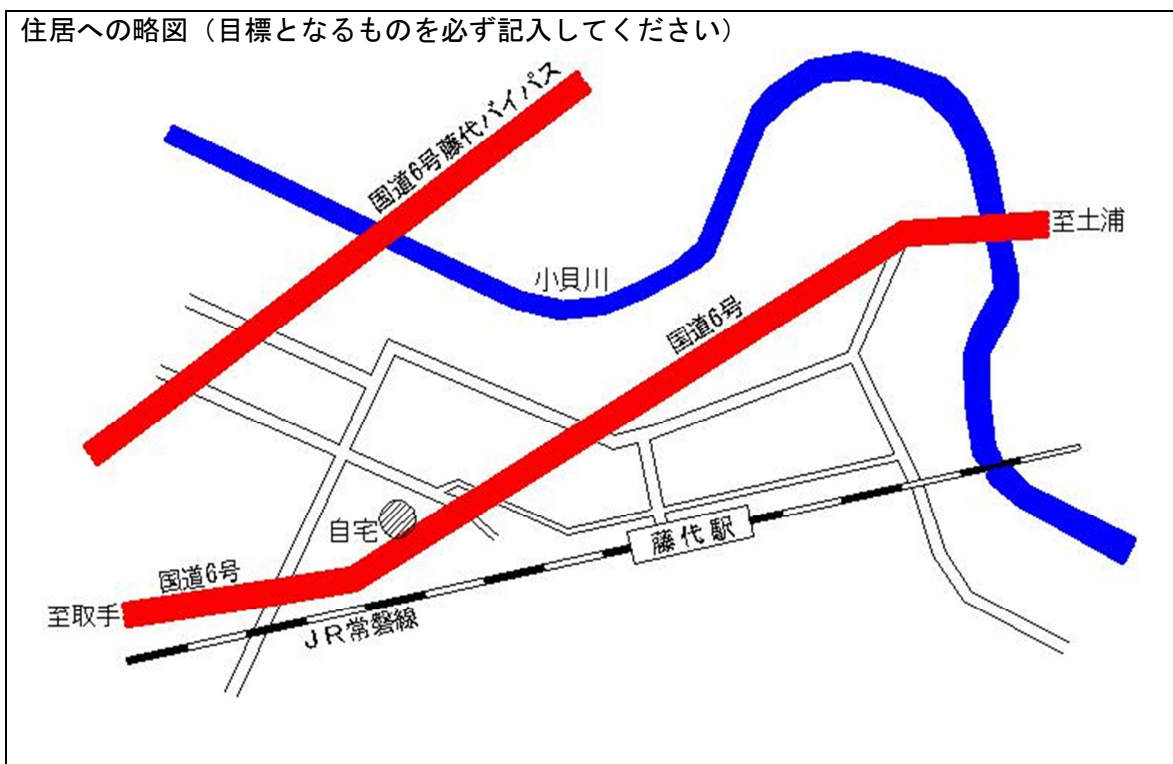 住居への略図（目標となるものを必ず記入してください）
国道6号藤代バイパス
至土浦
小貝川
国道6号
自宅
藤代駅
国道6号
至取手
JR常磐線